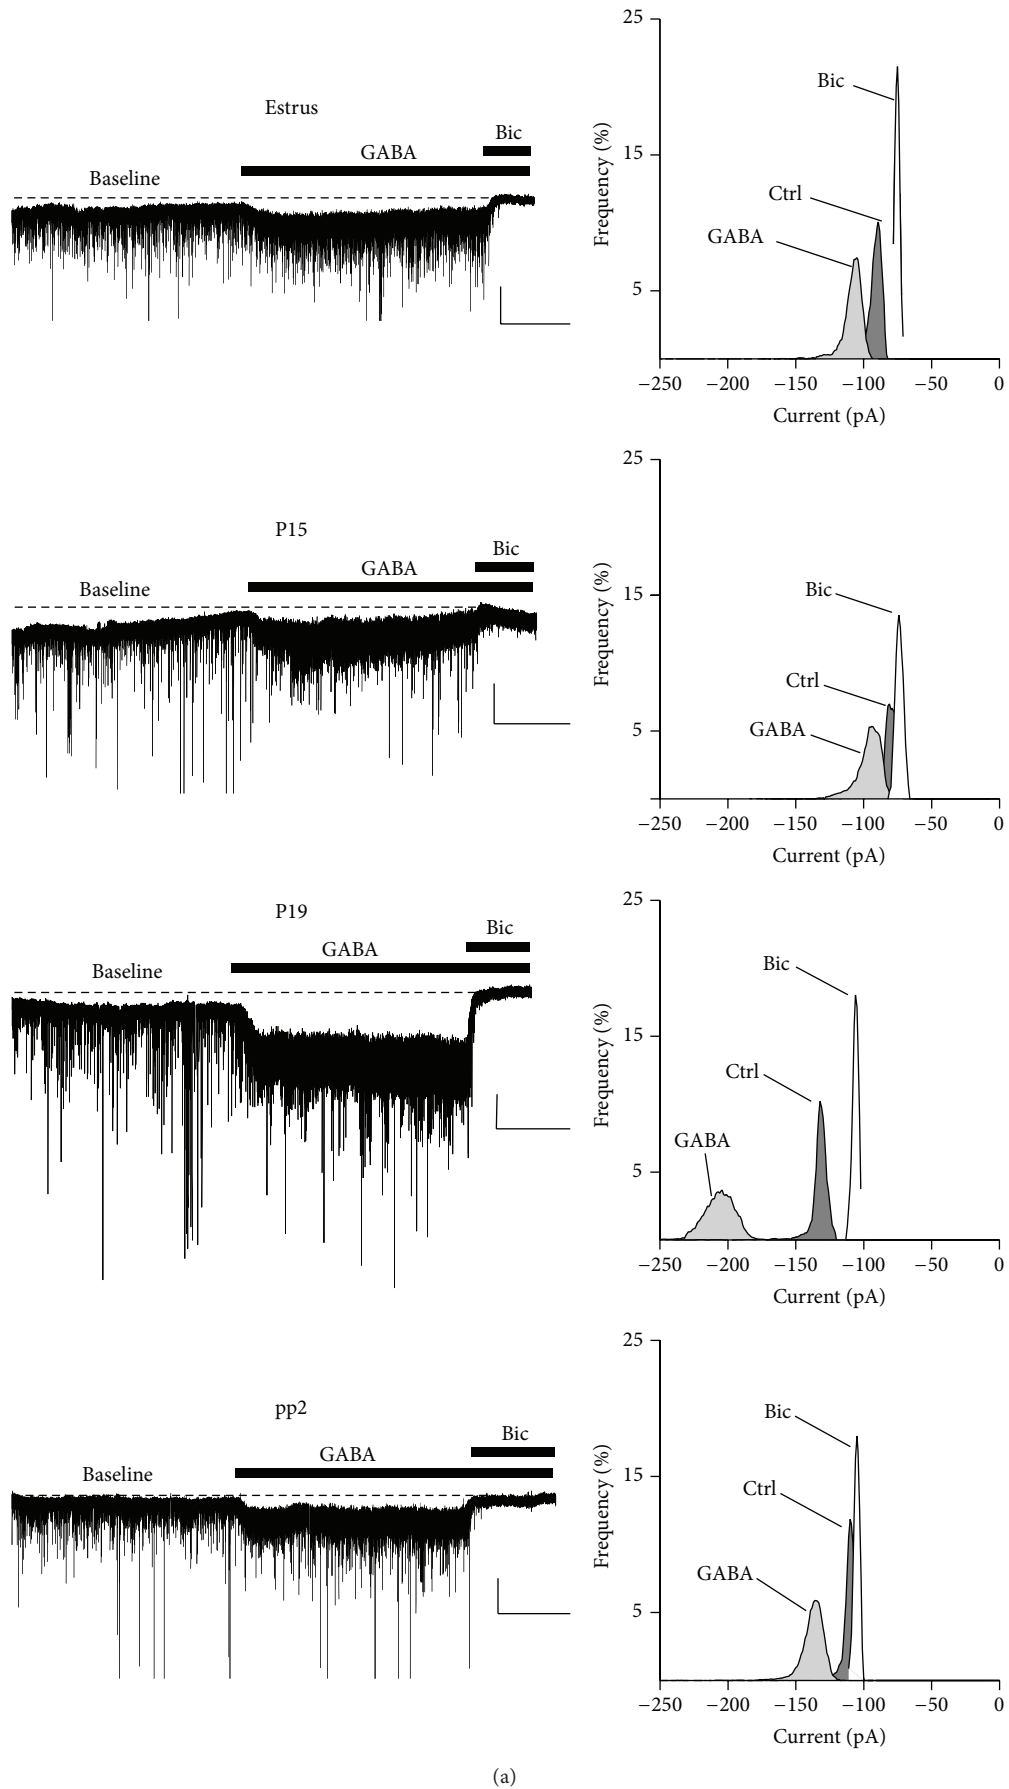 Estrus
Bic
GABA
Baseline
25
15
5
Frequency (%)
Bic
Ctrl
GABA
−250 −200 −150 −100 −50 0
Current (pA)
P15
Bic
GABA
Baseline
25
15
5
Frequency (%)
Bic
Ctrl
GABA
−250 −200 −150 −100 −50 0
Current (pA)
P19
Bic
GABA
Baseline
25
15
5
Frequency (%)
Bic
Ctrl
GABA
−250 −200 −150 −100 −50 0
Current (pA)
pp2
Bic
GABA
Baseline
25
15
5
Frequency (%)
Bic
Ctrl
GABA
−250 −200 −150 −100 −50 0
Current (pA)
(a)